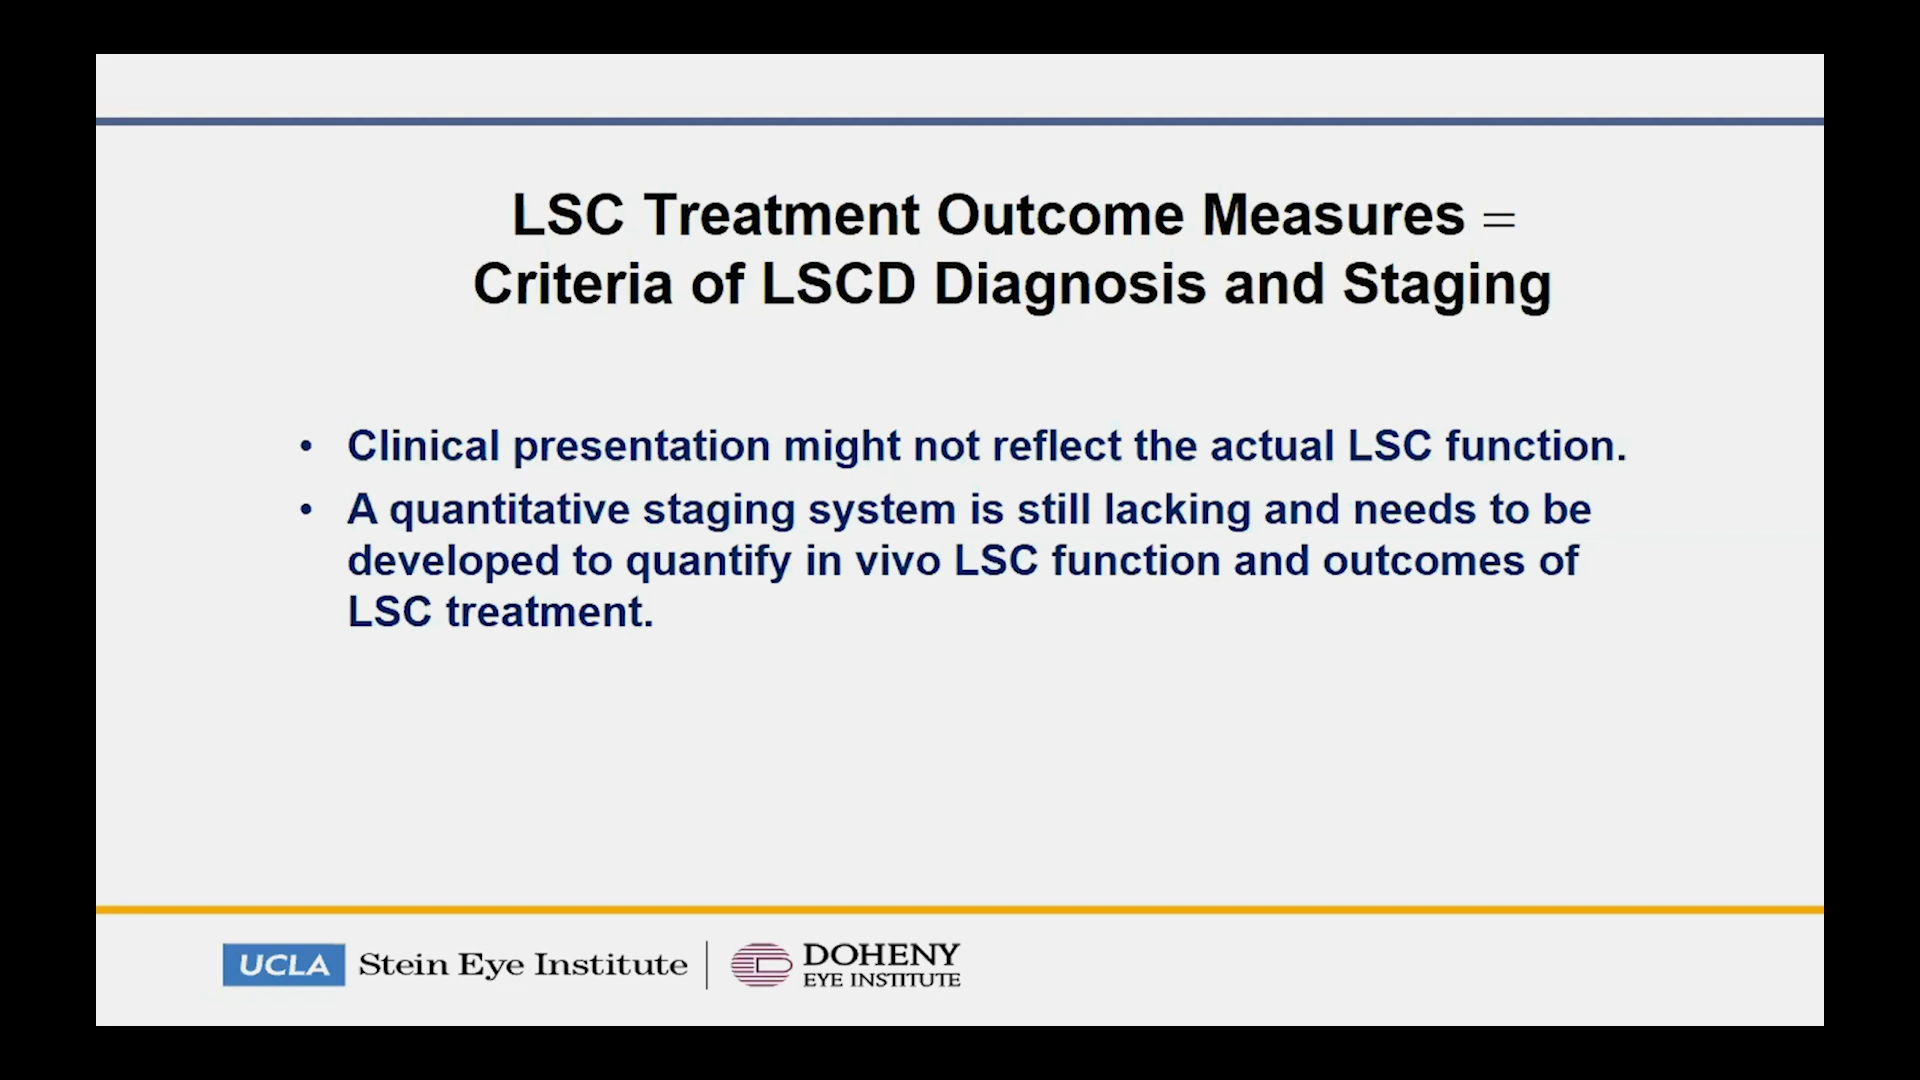 LSC Treatment Outcome Measures =
Criteria of LSCD Diagnosis and Staging
• Clinical presentation might not reflect the actual LSC function.
• A quantitative staging system is still lacking and needs to be
developed to quantify in vivo LSC function and outcomes of
LSC treatment.
UCLA Stein Eye Institute
DOHENY
EYE INSTITUTE